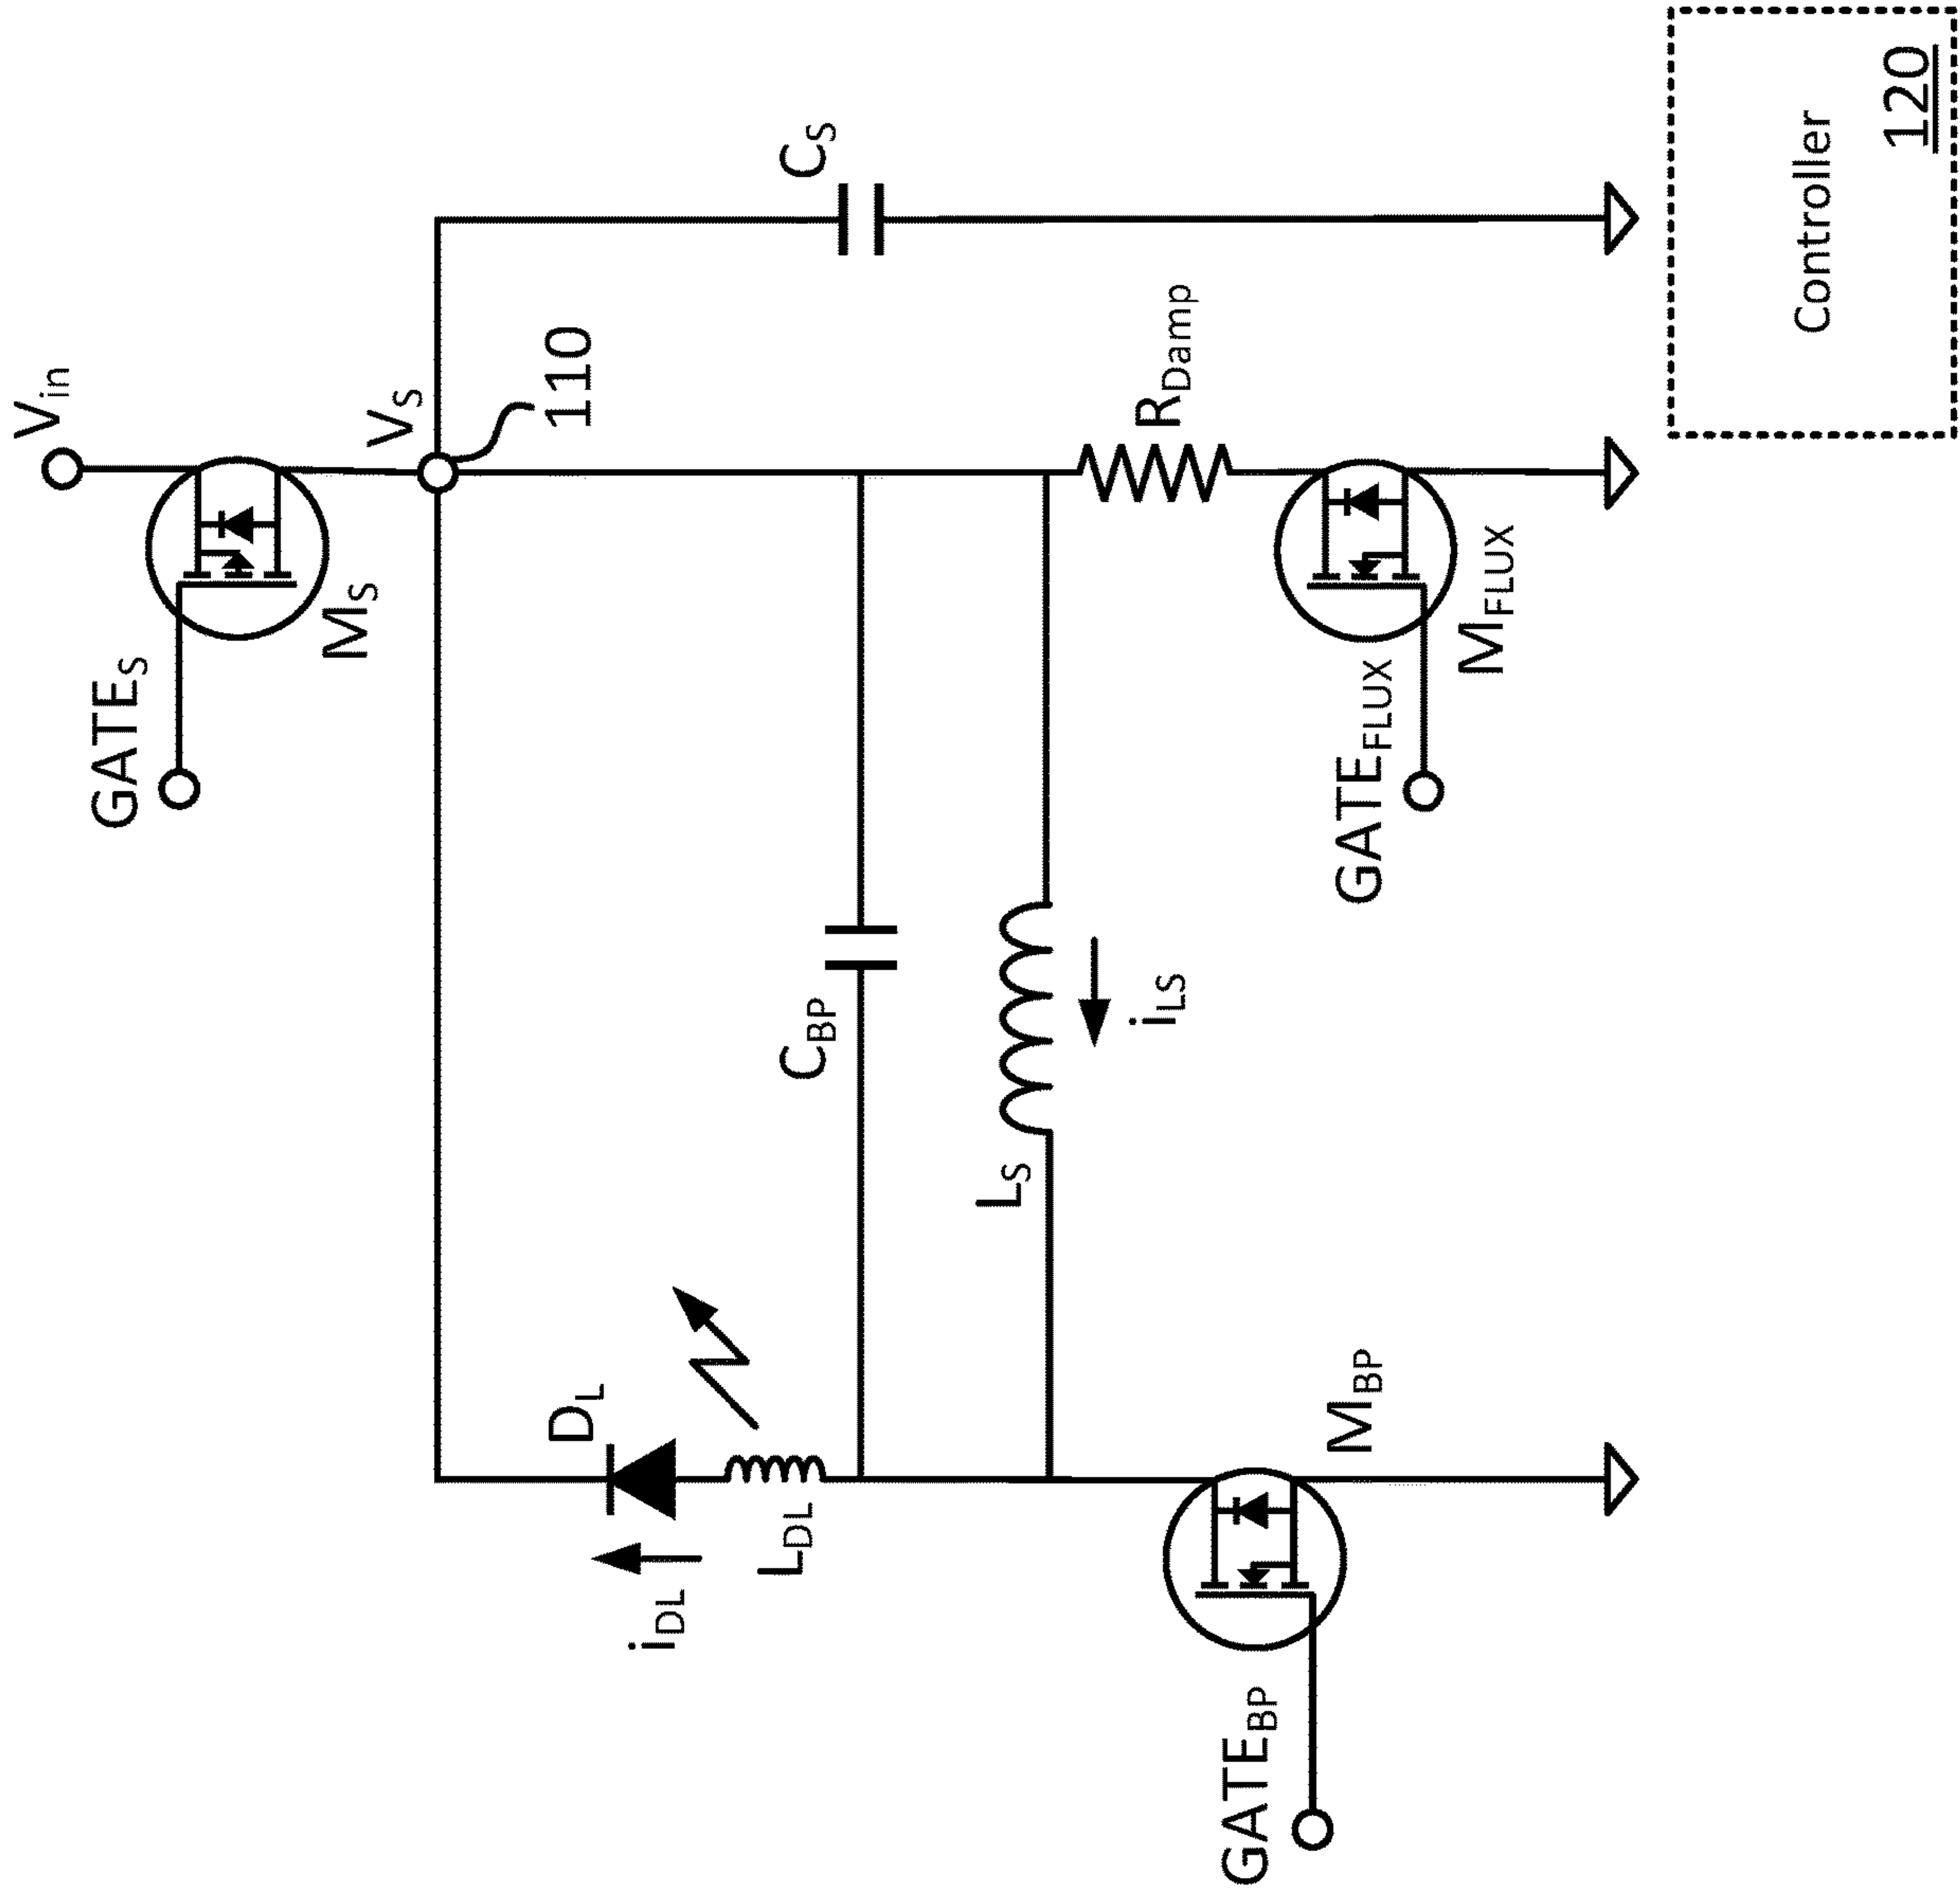 Vin
GATES
MS
VS
110
CS
DL
iDL
LDL
CBP
LS
iLS
RDamp
GATEFLUX
MFLUX
MBP
GATEBP
Controller
120